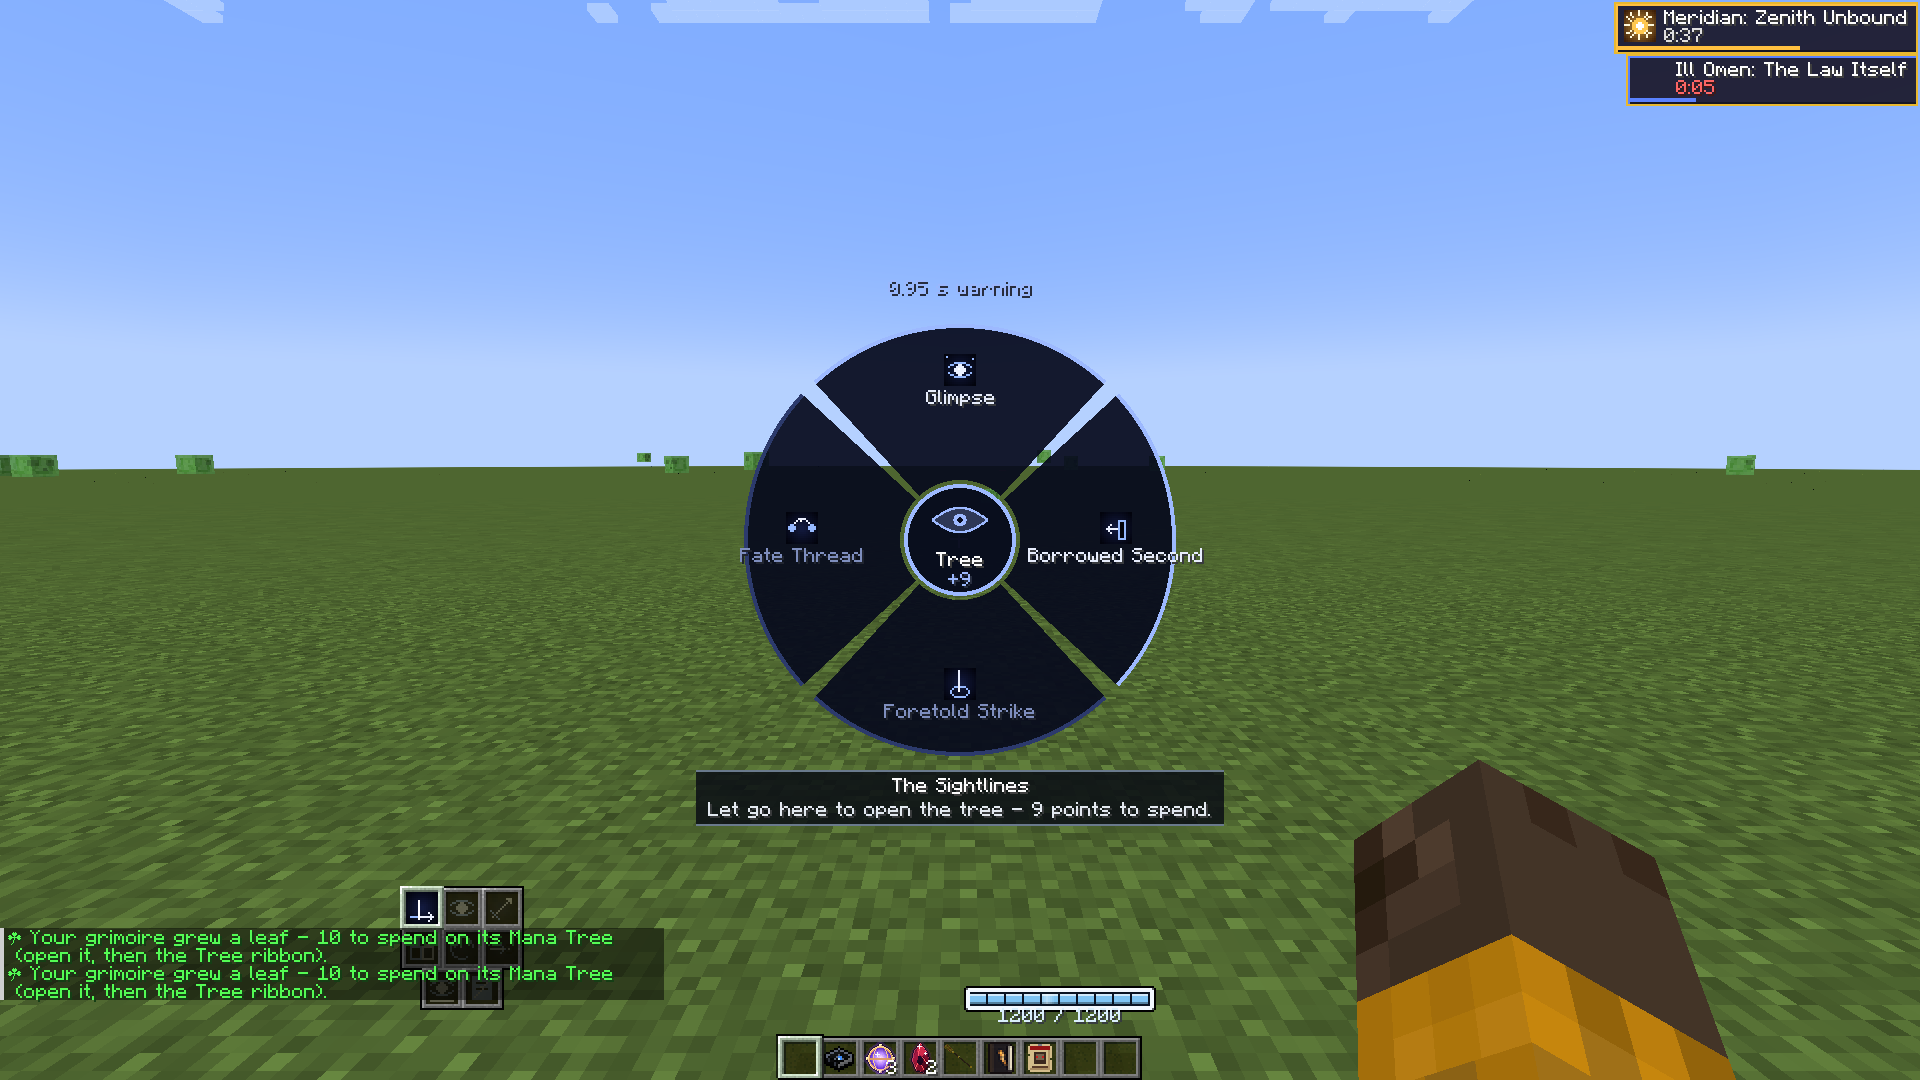 Meridian: Zenith Unbound
0:37
Ill Omen: The Law Itself
0:05
0.95 s warning
Glimpse
Fate Thread
Borrowed Second
Tree
+9
Foretold Strike
The Sightlines
Let go here to open the tree - 9 points to spend.
Your grimoire grew a leaf - 10 to spend on its Mana Tree
(open it, then the Tree ribbon).
Your grimoire grew a leaf - 10 to spend on its Mana Tree
(open it, then the Tree ribbon).
1200 / 1200
3
2